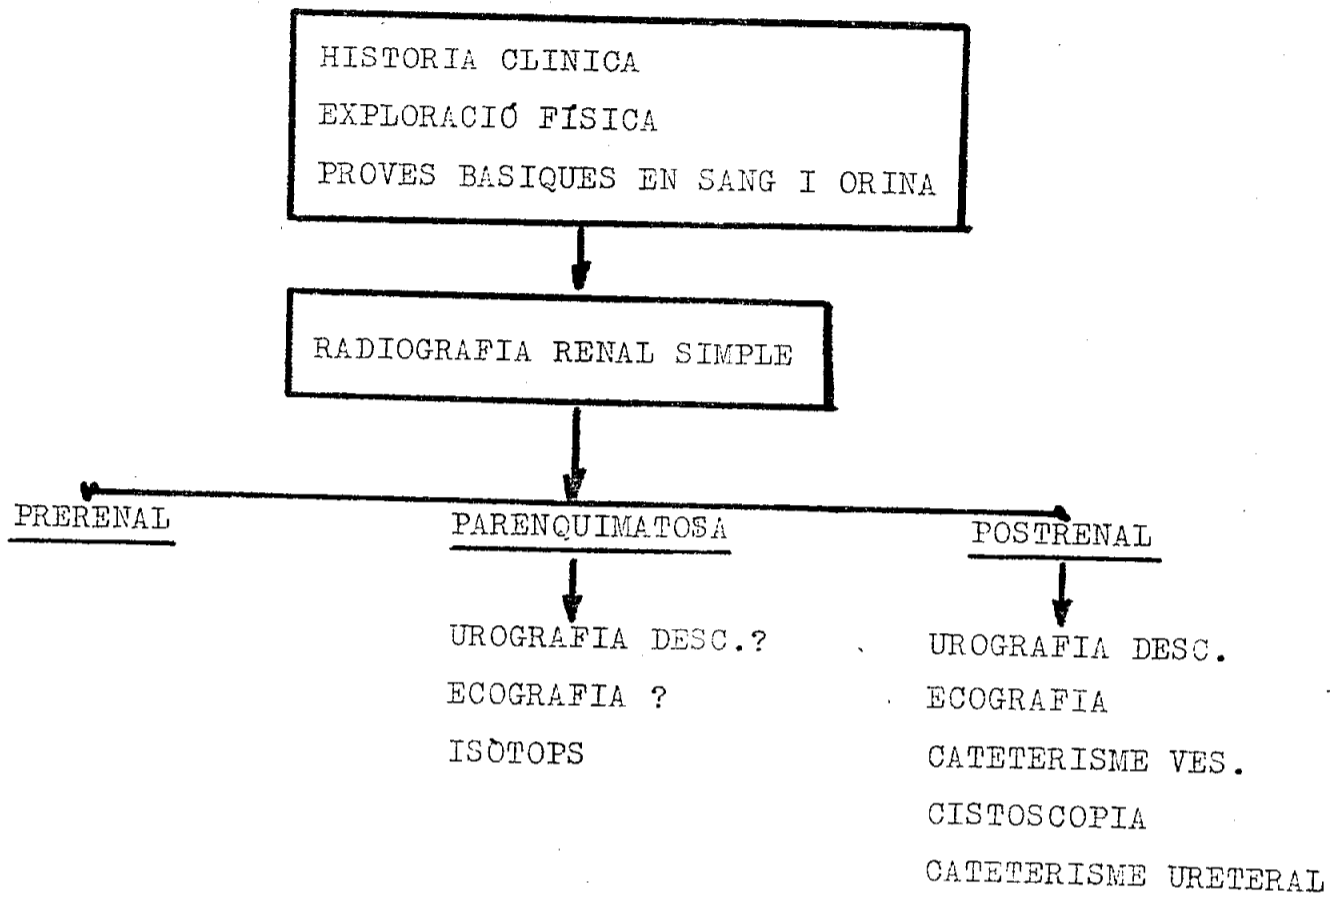 HISTORIA CLINICA
EXPLORACIÓ FÍSICA
PROVES BASIQUES EN SANG I ORINA
RADIOGRAFIA RENAL SIMPLE
PRERENAL
PARENQUIMATOSA
POSTRENAL
UROGRAFIA DESC.?
ECOGRAFIA ?
ISÒTOPS
UROGRAFIA DESC.
ECOGRAFIA
CATETERISME VES.
CISTOSCOPIA
CATETERISME URETERAL